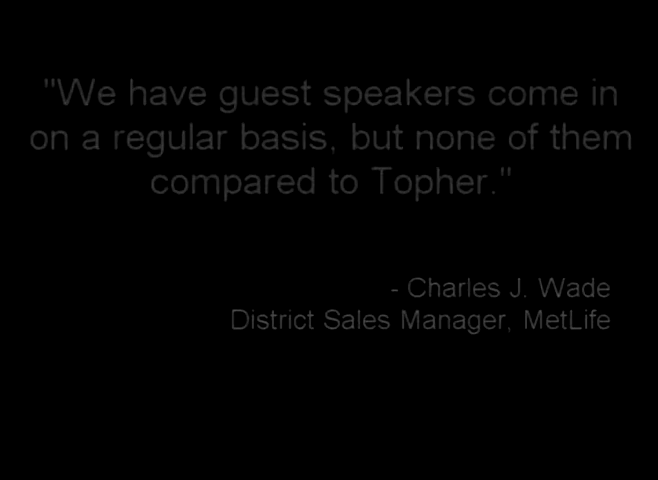 "We have guest speakers come in
on a regular basis, but none of them
compared to Topher."
- Charles J. Wade
District Sales Manager, MetLife